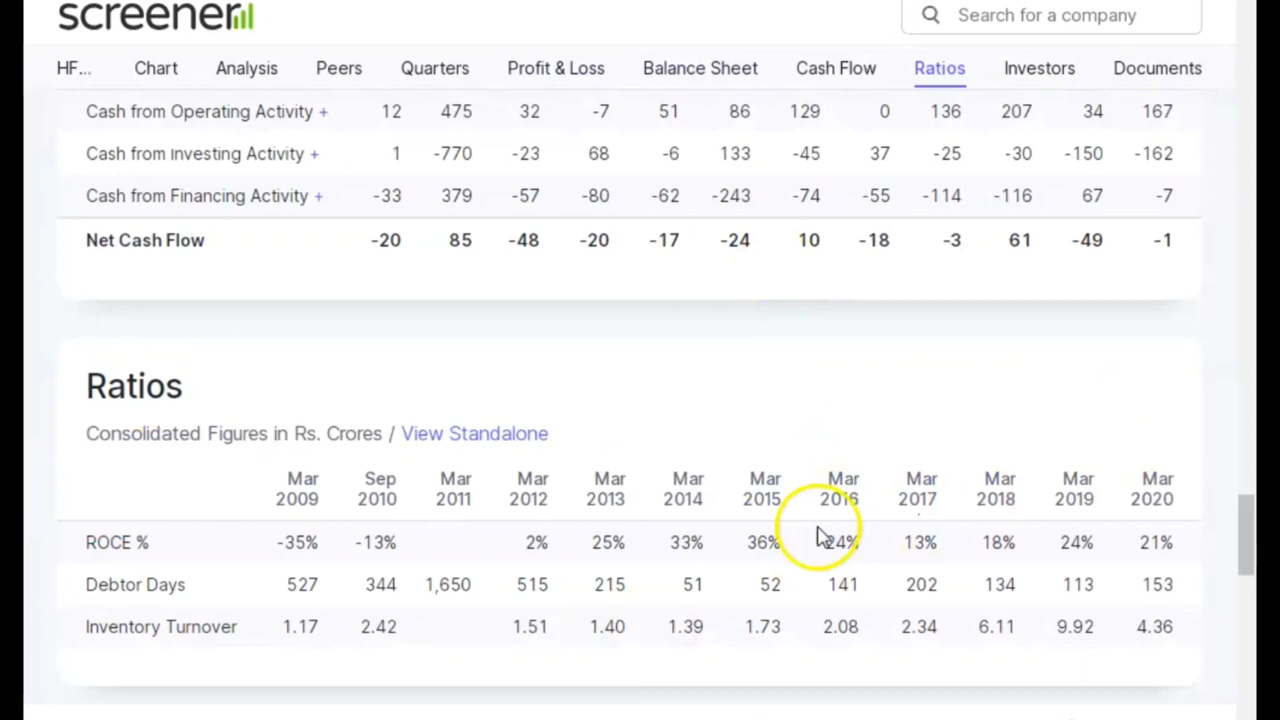 screener
Search for a company
HF... Chart Analysis Peers Quarters Profit & Loss Balance Sheet Cash Flow Ratios Investors Documents
Cash from Operating Activity + 12 475 32 -7 51 86 129 0 136 207 34 167
Cash from Investing Activity + 1 -770 -23 68 -6 133 -45 37 -25 -30 -150 -162
Cash from Financing Activity + -33 379 -57 -80 -62 -243 -74 -55 -114 -116 67 -7
Net Cash Flow -20 85 -48 -20 -17 -24 10 -18 -3 61 -49 -1
Ratios
Consolidated Figures in Rs. Crores / View Standalone
Mar Sep Mar Mar Mar Mar Mar Mar Mar Mar Mar Mar
2009 2010 2011 2012 2013 2014 2015 2016 2017 2018 2019 2020
ROCE % -35% -13% 2% 25% 33% 36% 24% 13% 18% 24% 21%
Debtor Days 527 344 1,650 515 215 51 52 141 202 134 113 153
Inventory Turnover 1.17 2.42 1.51 1.40 1.39 1.73 2.08 2.34 6.11 9.92 4.36